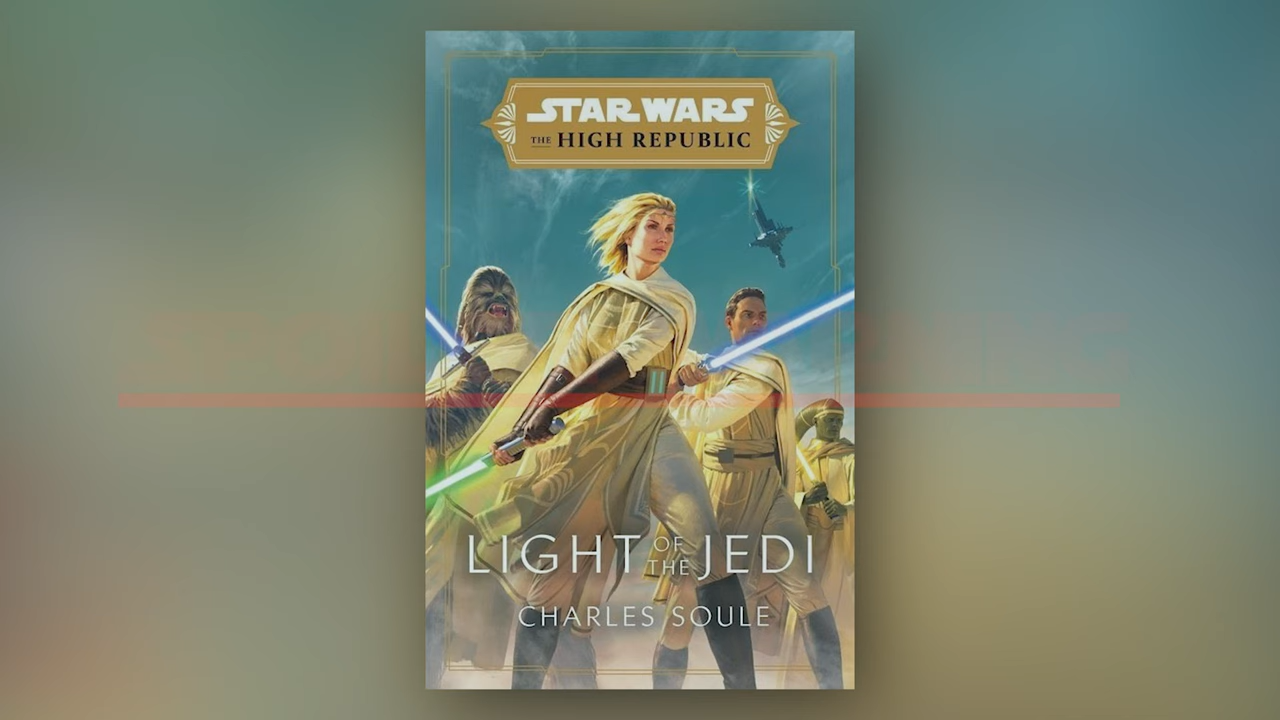 STAR WARS
THE HIGH REPUBLIC
LIGHT OF THE JEDI
CHARLES SOULE